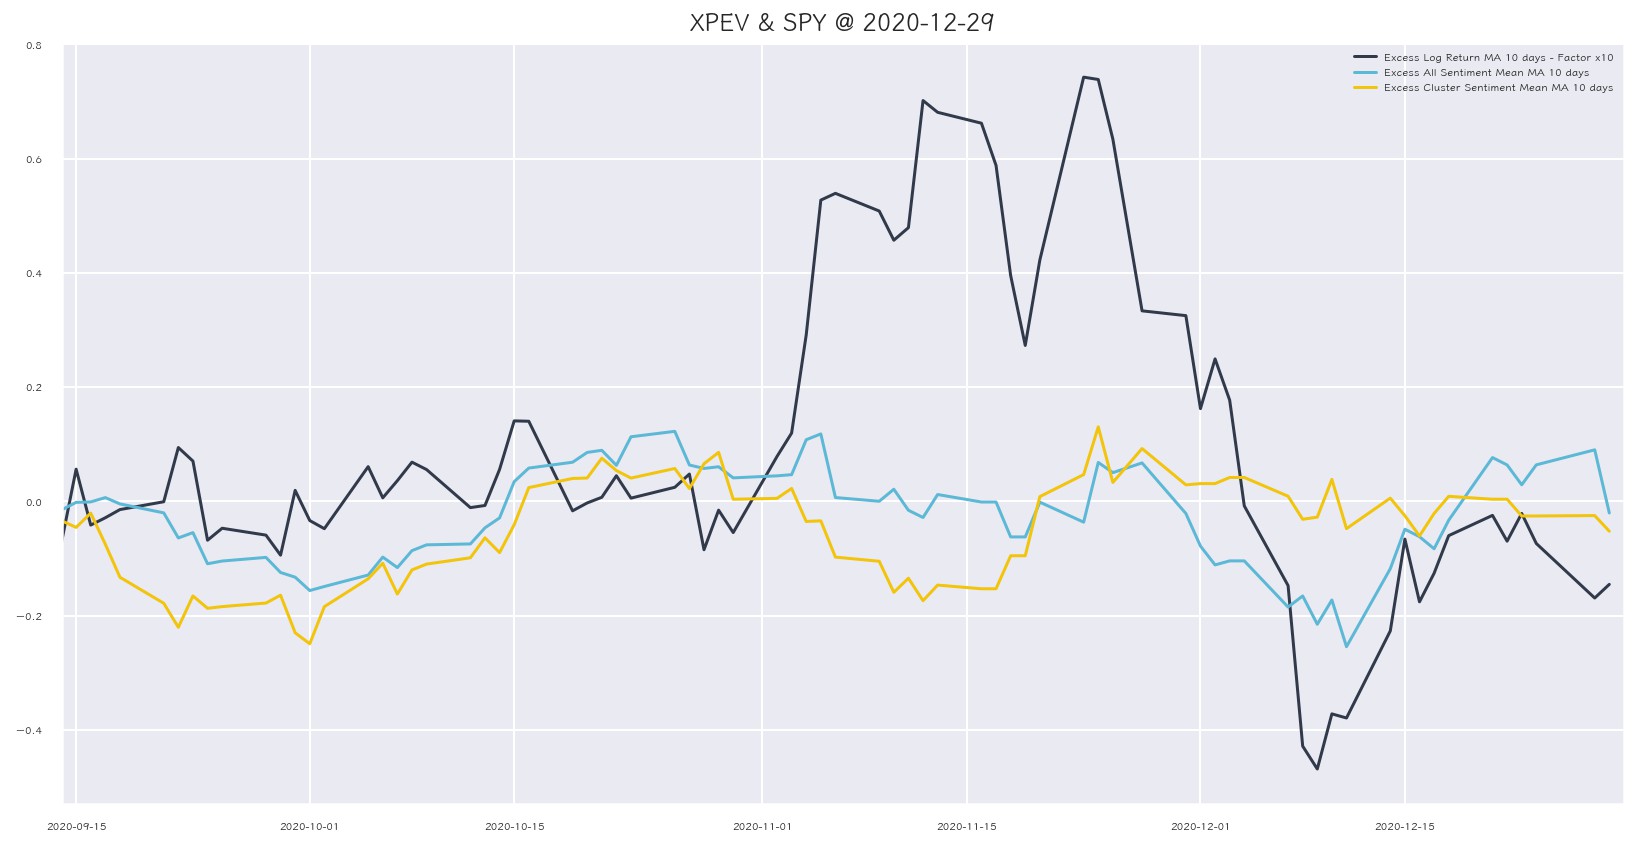 XPEV & SPY @ 2020-12-29
Excess Log Return MA 10 days - Factor x10
Excess All Sentiment Mean MA 10 days
Excess Cluster Sentiment Mean MA 10 days
0.8
0.6
0.4
0.2
0.0
−0.2
−0.4
2020-09-15 2020-10-01 2020-10-15 2020-11-01 2020-11-15 2020-12-01 2020-12-15